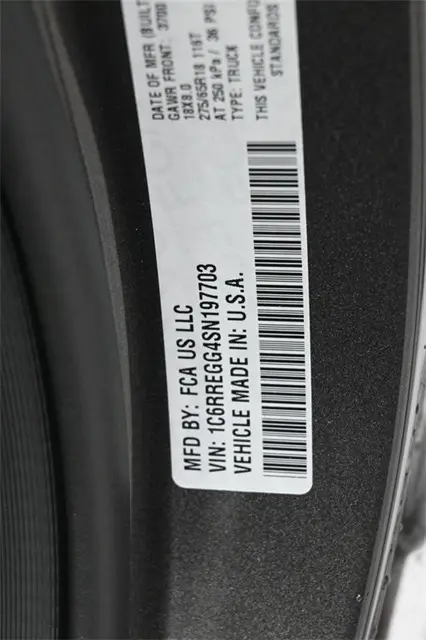 MFD BY: FCA US LLC
DATE OF MFR (BUILT
GAWR FRONT: 3700
18X8.0
275/65R18 116T
AT 250 kPa / 36 PSI
TYPE: TRUCK
VIN: 1C6RREGG4SN197703
VEHICLE MADE IN: U.S.A.
THIS VEHICLE CONFO
STANDARDS